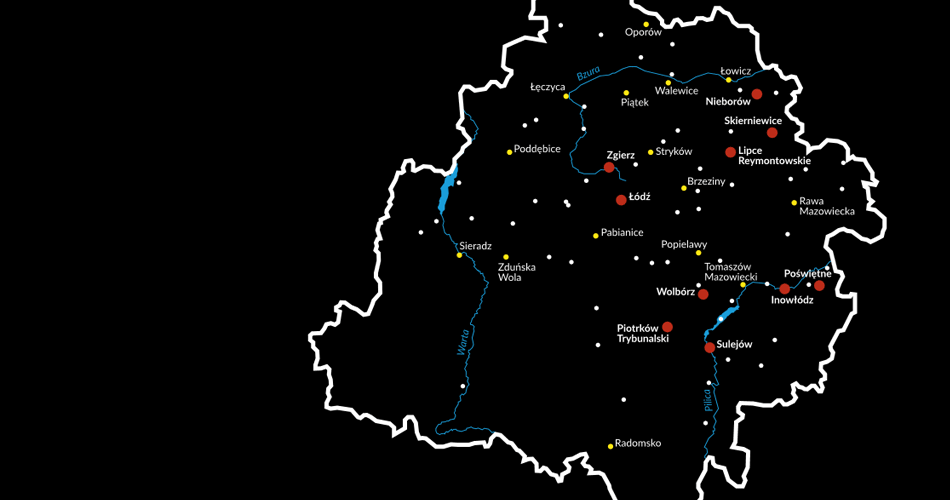 Oporów
Bzura
Łowicz
Łęczyca
Walewice
Piątek
Nieborów
Skierniewice
Poddębice
Zgierz
Stryków
Lipce
Reymontowskie
Brzeziny
Łódź
Rawa
Mazowiecka
Pabianice
Sieradz
Popielawy
Zduńska
Wola
Tomaszów
Mazowiecki
Poświętne
Wolbórz
Inowłódz
Piotrków
Trybunalski
Sulejów
Warta
Pilica
Radomsko